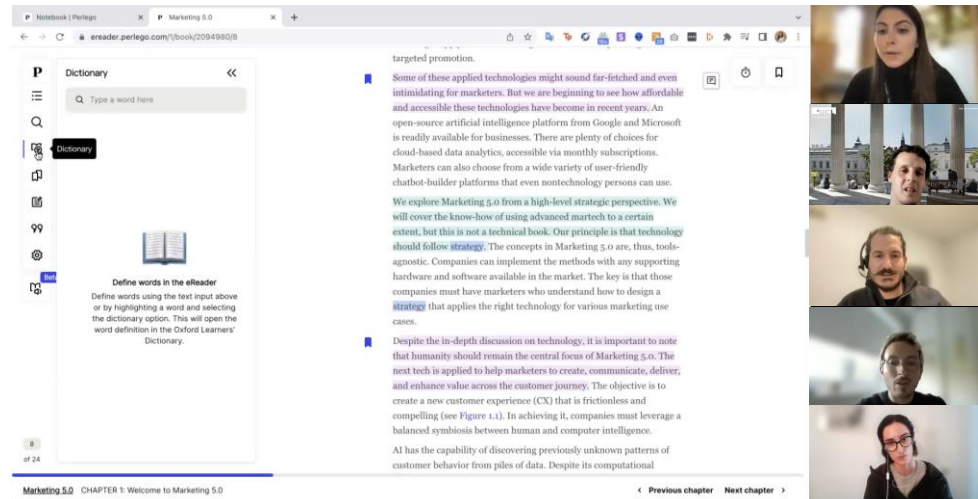 Notebook | Perlego
Marketing 5.0
ereader.perlego.com/1/book/2094980/8
P
Dictionary
Type a word here
Dictionary
Beta
Define words in the eReader
Define words using the text input above
or by highlighting a word and selecting
the dictionary option. This will open the
word definition in the Oxford Learners'
Dictionary.
8
of 24
targeted promotion.
Some of these applied technologies might sound far-fetched and even
intimidating for marketers. But we are beginning to see how affordable
and accessible these technologies have become in recent years. An
open-source artificial intelligence platform from Google and Microsoft
is readily available for businesses. There are plenty of choices for
cloud-based data analytics, accessible via monthly subscriptions.
Marketers can also choose from a wide variety of user-friendly
chatbot-builder platforms that even nontechnology persons can use.
We explore Marketing 5.0 from a high-level strategic perspective. We
will cover the know-how of using advanced martech to a certain
extent, but this is not a technical book. Our principle is that technology
should follow strategy. The concepts in Marketing 5.0 are, thus, tools-
agnostic. Companies can implement the methods with any supporting
hardware and software available in the market. The key is that those
companies must have marketers who understand how to design a
strategy that applies the right technology for various marketing use
cases.
Despite the in-depth discussion on technology, it is important to note
that humanity should remain the central focus of Marketing 5.0. The
next tech is applied to help marketers to create, communicate, deliver,
and enhance value across the customer journey. The objective is to
create a new customer experience (CX) that is frictionless and
compelling (see Figure 1.1). In achieving it, companies must leverage a
balanced symbiosis between human and computer intelligence.
AI has the capability of discovering previously unknown patterns of
customer behavior from piles of data. Despite its computational
Marketing 5.0 CHAPTER 1: Welcome to Marketing 5.0
Previous chapter Next chapter